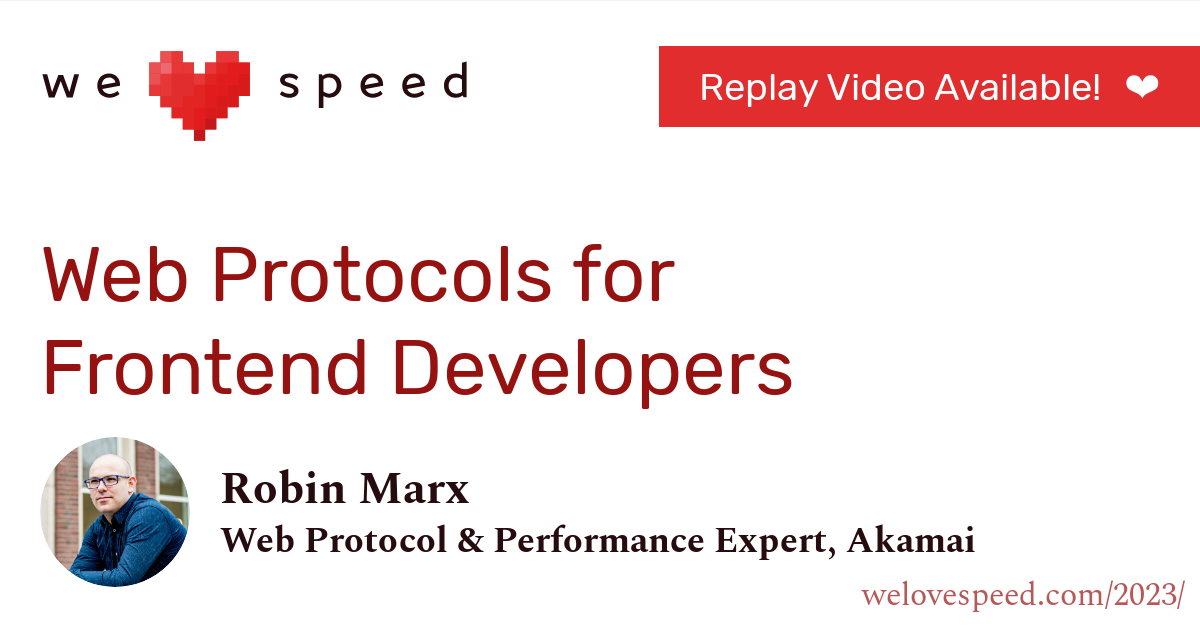 we speed
Replay Video Available! ❤
Web Protocols for
Frontend Developers
Robin Marx
Web Protocol & Performance Expert, Akamai
welovespeed.com/2023/